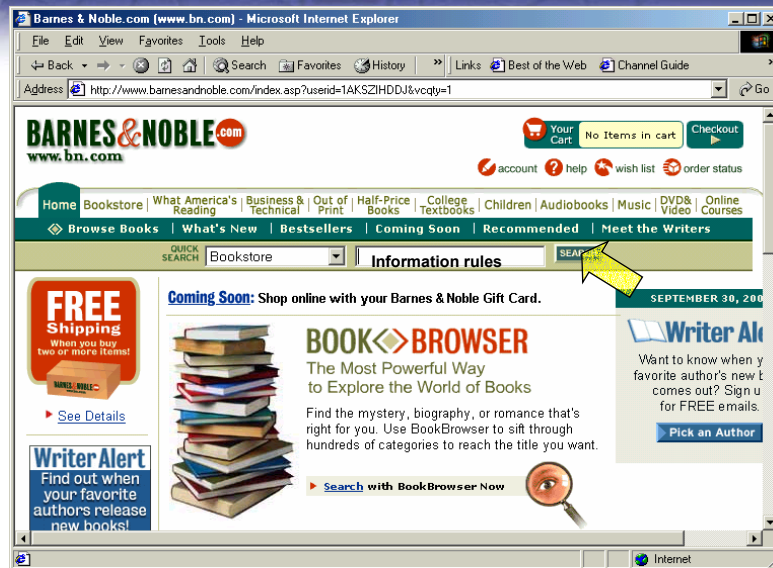 Barnes & Noble.com (www.bn.com) - Microsoft Internet Explorer
File Edit View Favorites Tools Help
Back Search Favorites History » Links Best of the Web Channel Guide
Address http://www.barnesandnoble.com/index.asp?userid=1AKSZIHDDJ&vcqty=1 Go
BARNES&NOBLE.com
www.bn.com
Your Cart No Items in cart Checkout
account help wish list order status
Home Bookstore What America's Reading Business & Technical Out of Print Half-Price Books College Textbooks Children Audiobooks Music DVD& Video Online Courses
Browse Books | What's New | Bestsellers | Coming Soon | Recommended | Meet the Writers
QUICK SEARCH Bookstore Information rules
FREE
Shipping
When you buy
two or more items!
BARNES&NOBLE
See Details
Writer Alert
Find out when
your favorite
authors release
new books!
Coming Soon: Shop online with your Barnes & Noble Gift Card.
BOOK BROWSER
The Most Powerful Way
to Explore the World of Books
Find the mystery, biography, or romance that's
right for you. Use BookBrowser to sift through
hundreds of categories to reach the title you want.
Search with BookBrowser Now
SEPTEMBER 30, 200
Writer Ale
Want to know when y
favorite author's new b
comes out? Sign u
for FREE emails.
Pick an Author
Internet